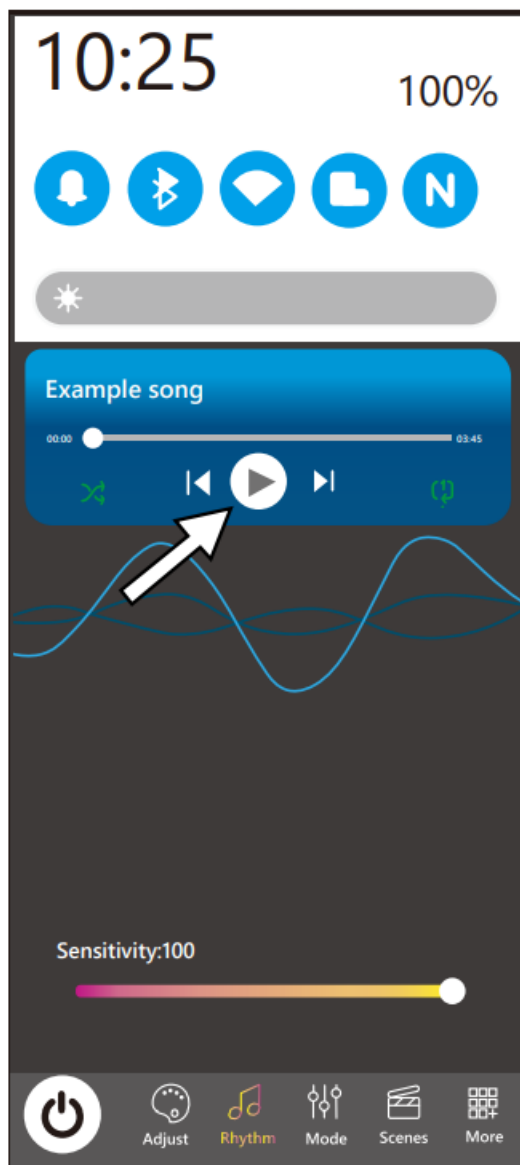 10:25
100%
N
Example song
00:00
03:45
Sensitivity:100
Adjust
Rhythm
Mode
Scenes
More